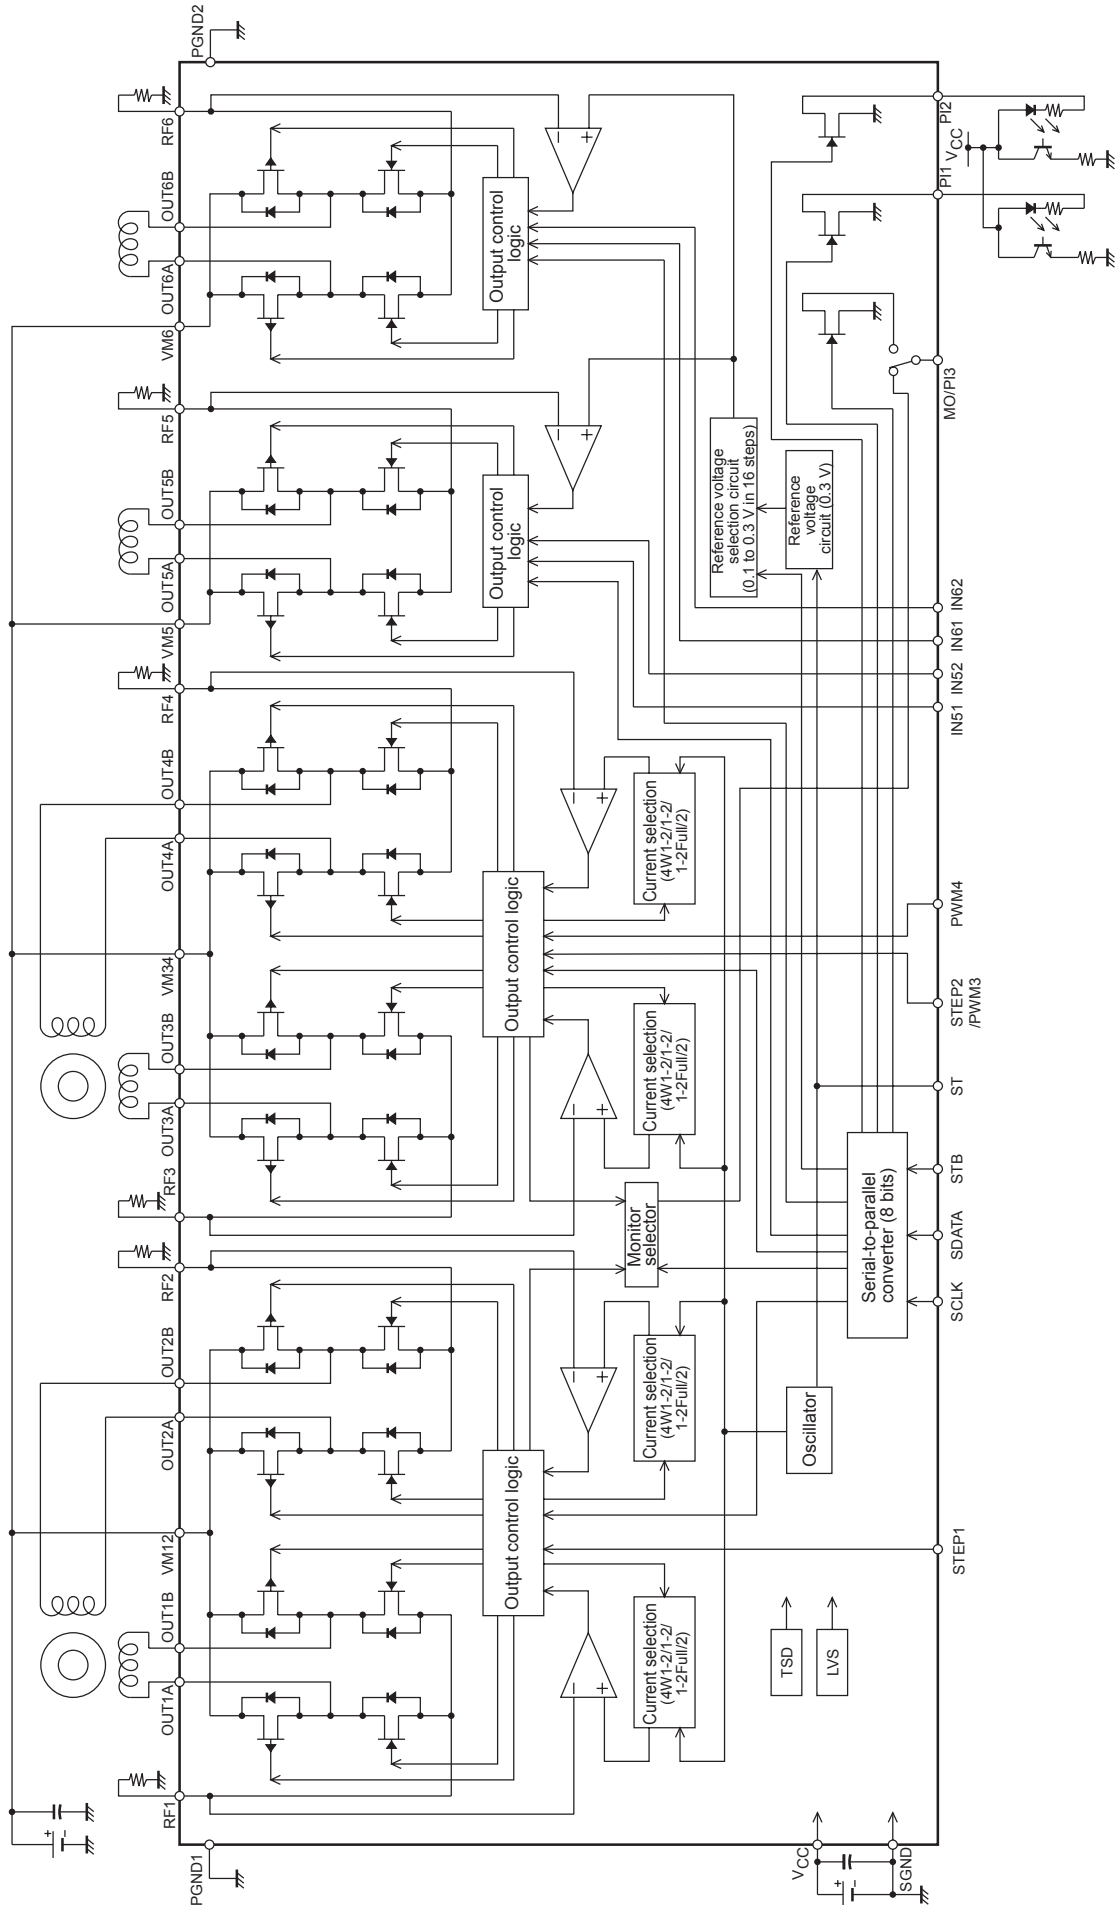 PGND1
RF1
OUT1A
OUT1B
VM12
OUT2A
OUT2B
RF2
RF3
OUT3A
OUT3B
VM34
OUT4A
OUT4B
RF4
VM5
OUT5A
OUT5B
RF5
VM6
OUT6A
OUT6B
RF6
PGND2
+
−
Output control logic
Output control logic
Output control
logic
Output control
logic
−
+
−
+
−
+
−
+
−
+
−
+
Current selection
(4W1-2/1-2/
1-2Full/2)
Current selection
(4W1-2/1-2/
1-2Full/2)
Current selection
(4W1-2/1-2/
1-2Full/2)
Current selection
(4W1-2/1-2/
1-2Full/2)
Monitor
selector
Reference voltage
selection circuit
(0.1 to 0.3 V in 16 steps)
Reference
voltage
circuit (0.3 V)
TSD
LVS
Oscillator
Serial-to-parallel
converter (8 bits)
VCC
+
−
SGND
STEP1
SCLK
SDATA
STB
ST
STEP2
/PWM3
PWM4
IN51
IN52
IN61
IN62
MO/PI3
PI1
VCC
PI2